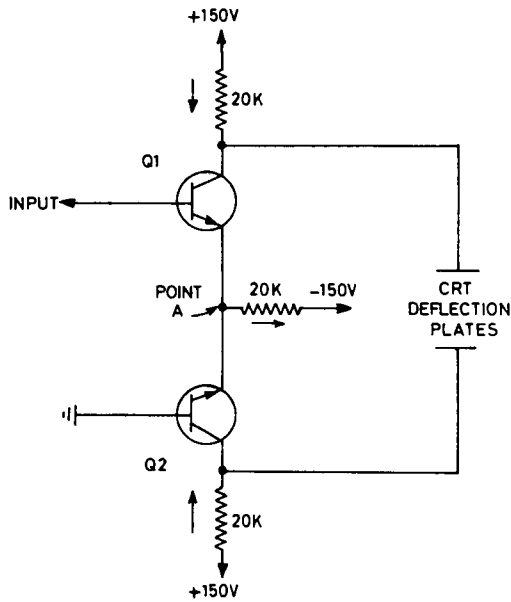 +150V
20K
Q1
INPUT
POINT
A
20K
-150V
CRT
DEFLECTION
PLATES
Q2
20K
+150V